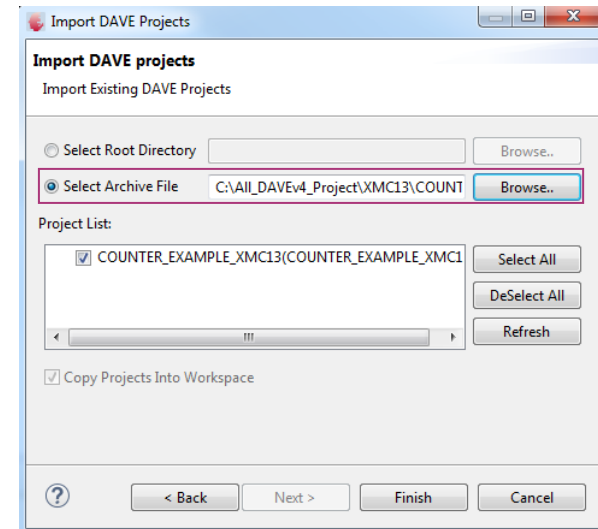 Import DAVE Projects
Import DAVE projects
Import Existing DAVE Projects
Select Root Directory Browse..
Select Archive File C:\All_DAVEv4_Project\XMC13\COUNT Browse..
Project List:
COUNTER_EXAMPLE_XMC13(COUNTER_EXAMPLE_XMC1 Select All
DeSelect All
Refresh
Copy Projects Into Workspace
? < Back Next > Finish Cancel